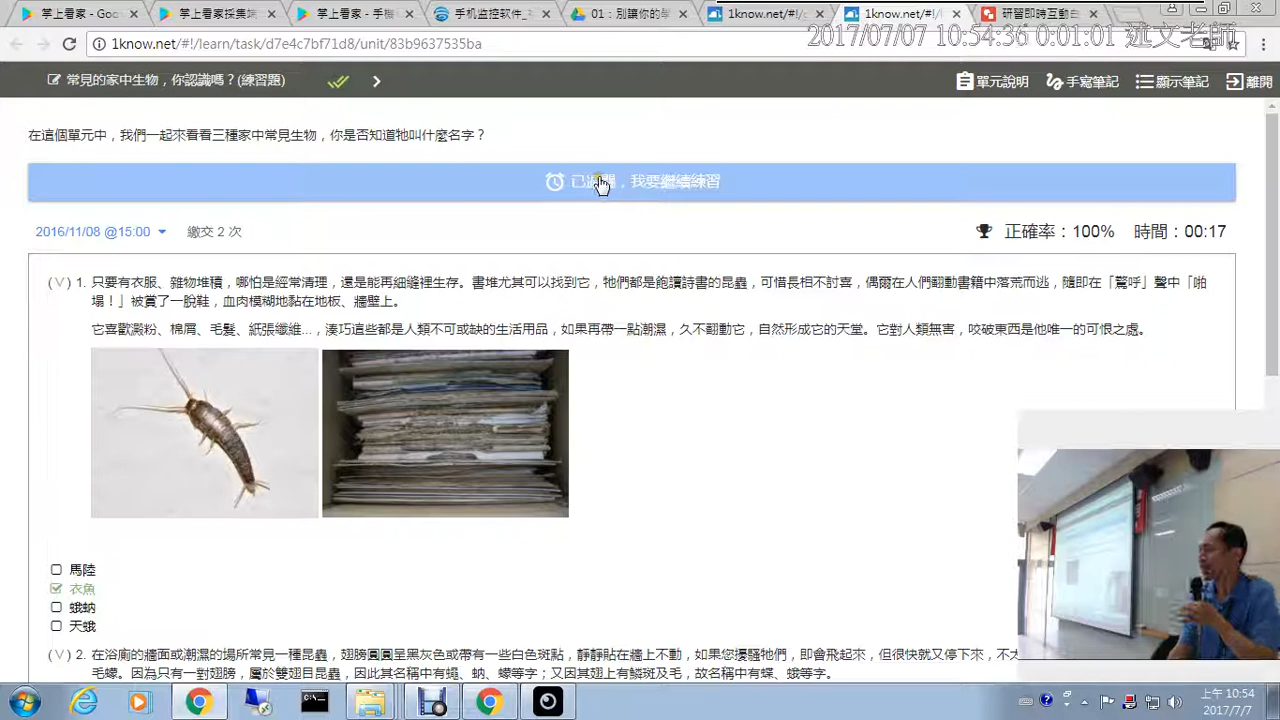 掌上看家 - Goo
掌上看家採集端
掌上看家 - 手機
手机监控软件_
01：別讓你的學
1know.net/#!/
1know.net/#!/
研習即時互動白
1know.net/#!/learn/task/d7e4c7bf71d8/unit/83b9637535ba
2017/07/07 10:54:36 0:01:01 述文老師
常見的家中生物，你認識嗎？(練習題)
單元說明
手寫筆記
顯示筆記
離開
在這個單元中，我們一起來看看三種家中常見生物，你是否知道牠叫什麼名字？
已過關，我要繼續練習
2016/11/08 @15:00 繳交 2 次
正確率：100% 時間：00:17
(V) 1. 只要有衣服、雜物堆積，哪怕是經常清理，還是能再細縫裡生存。書堆尤其可以找到它，牠們都是飽讀詩書的昆蟲，可惜長相不討喜，偶爾在人們翻動書籍中落荒而逃，隨即在「驚呼」聲中「啪
塌！」被賞了一脫鞋，血肉模糊地黏在地板、牆壁上。
它喜歡澱粉、棉屑、毛髮、紙張纖維...，湊巧這些都是人類不可或缺的生活用品，如果再帶一點潮濕，久不翻動它，自然形成它的天堂。它對人類無害，咬破東西是他唯一的可恨之處。
馬陸
衣魚
蛾蚋
天蛾
(V) 2. 在浴廁的牆面或潮濕的場所常見一種昆蟲，翅膀圓圓呈黑灰色或帶有一些白色斑點，靜靜貼在牆上不動，如果您擾騷牠們，即會飛起來，但很快就又停下來，不太
毛蠓。因為只有一對翅膀，屬於雙翅目昆蟲，因此其名稱中有蠅、蚋、蠓等字；又因其翅上有鱗斑及毛，故名稱中有蝶、蛾等字。
上午 10:54
2017/7/7